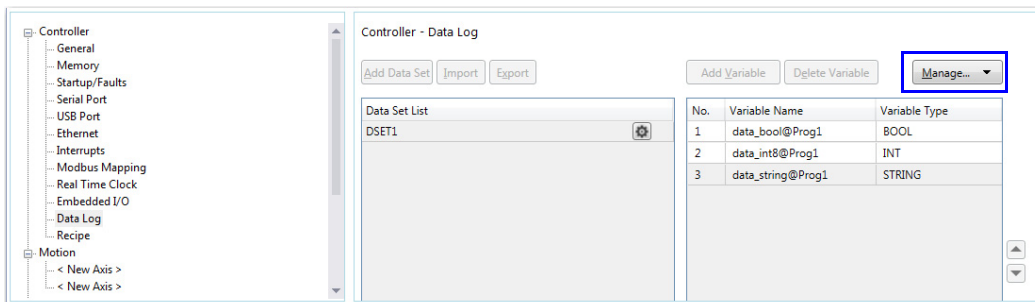 Controller
General
Memory
Startup/Faults
Serial Port
USB Port
Ethernet
Interrupts
Modbus Mapping
Real Time Clock
Embedded I/O
Data Log
Recipe
Motion
< New Axis >
< New Axis >
Controller - Data Log
Add Data Set Import Export
Add Variable Delete Variable Manage...
Data Set List
DSET1
No. Variable Name Variable Type
1 data_bool@Prog1 BOOL
2 data_int8@Prog1 INT
3 data_string@Prog1 STRING